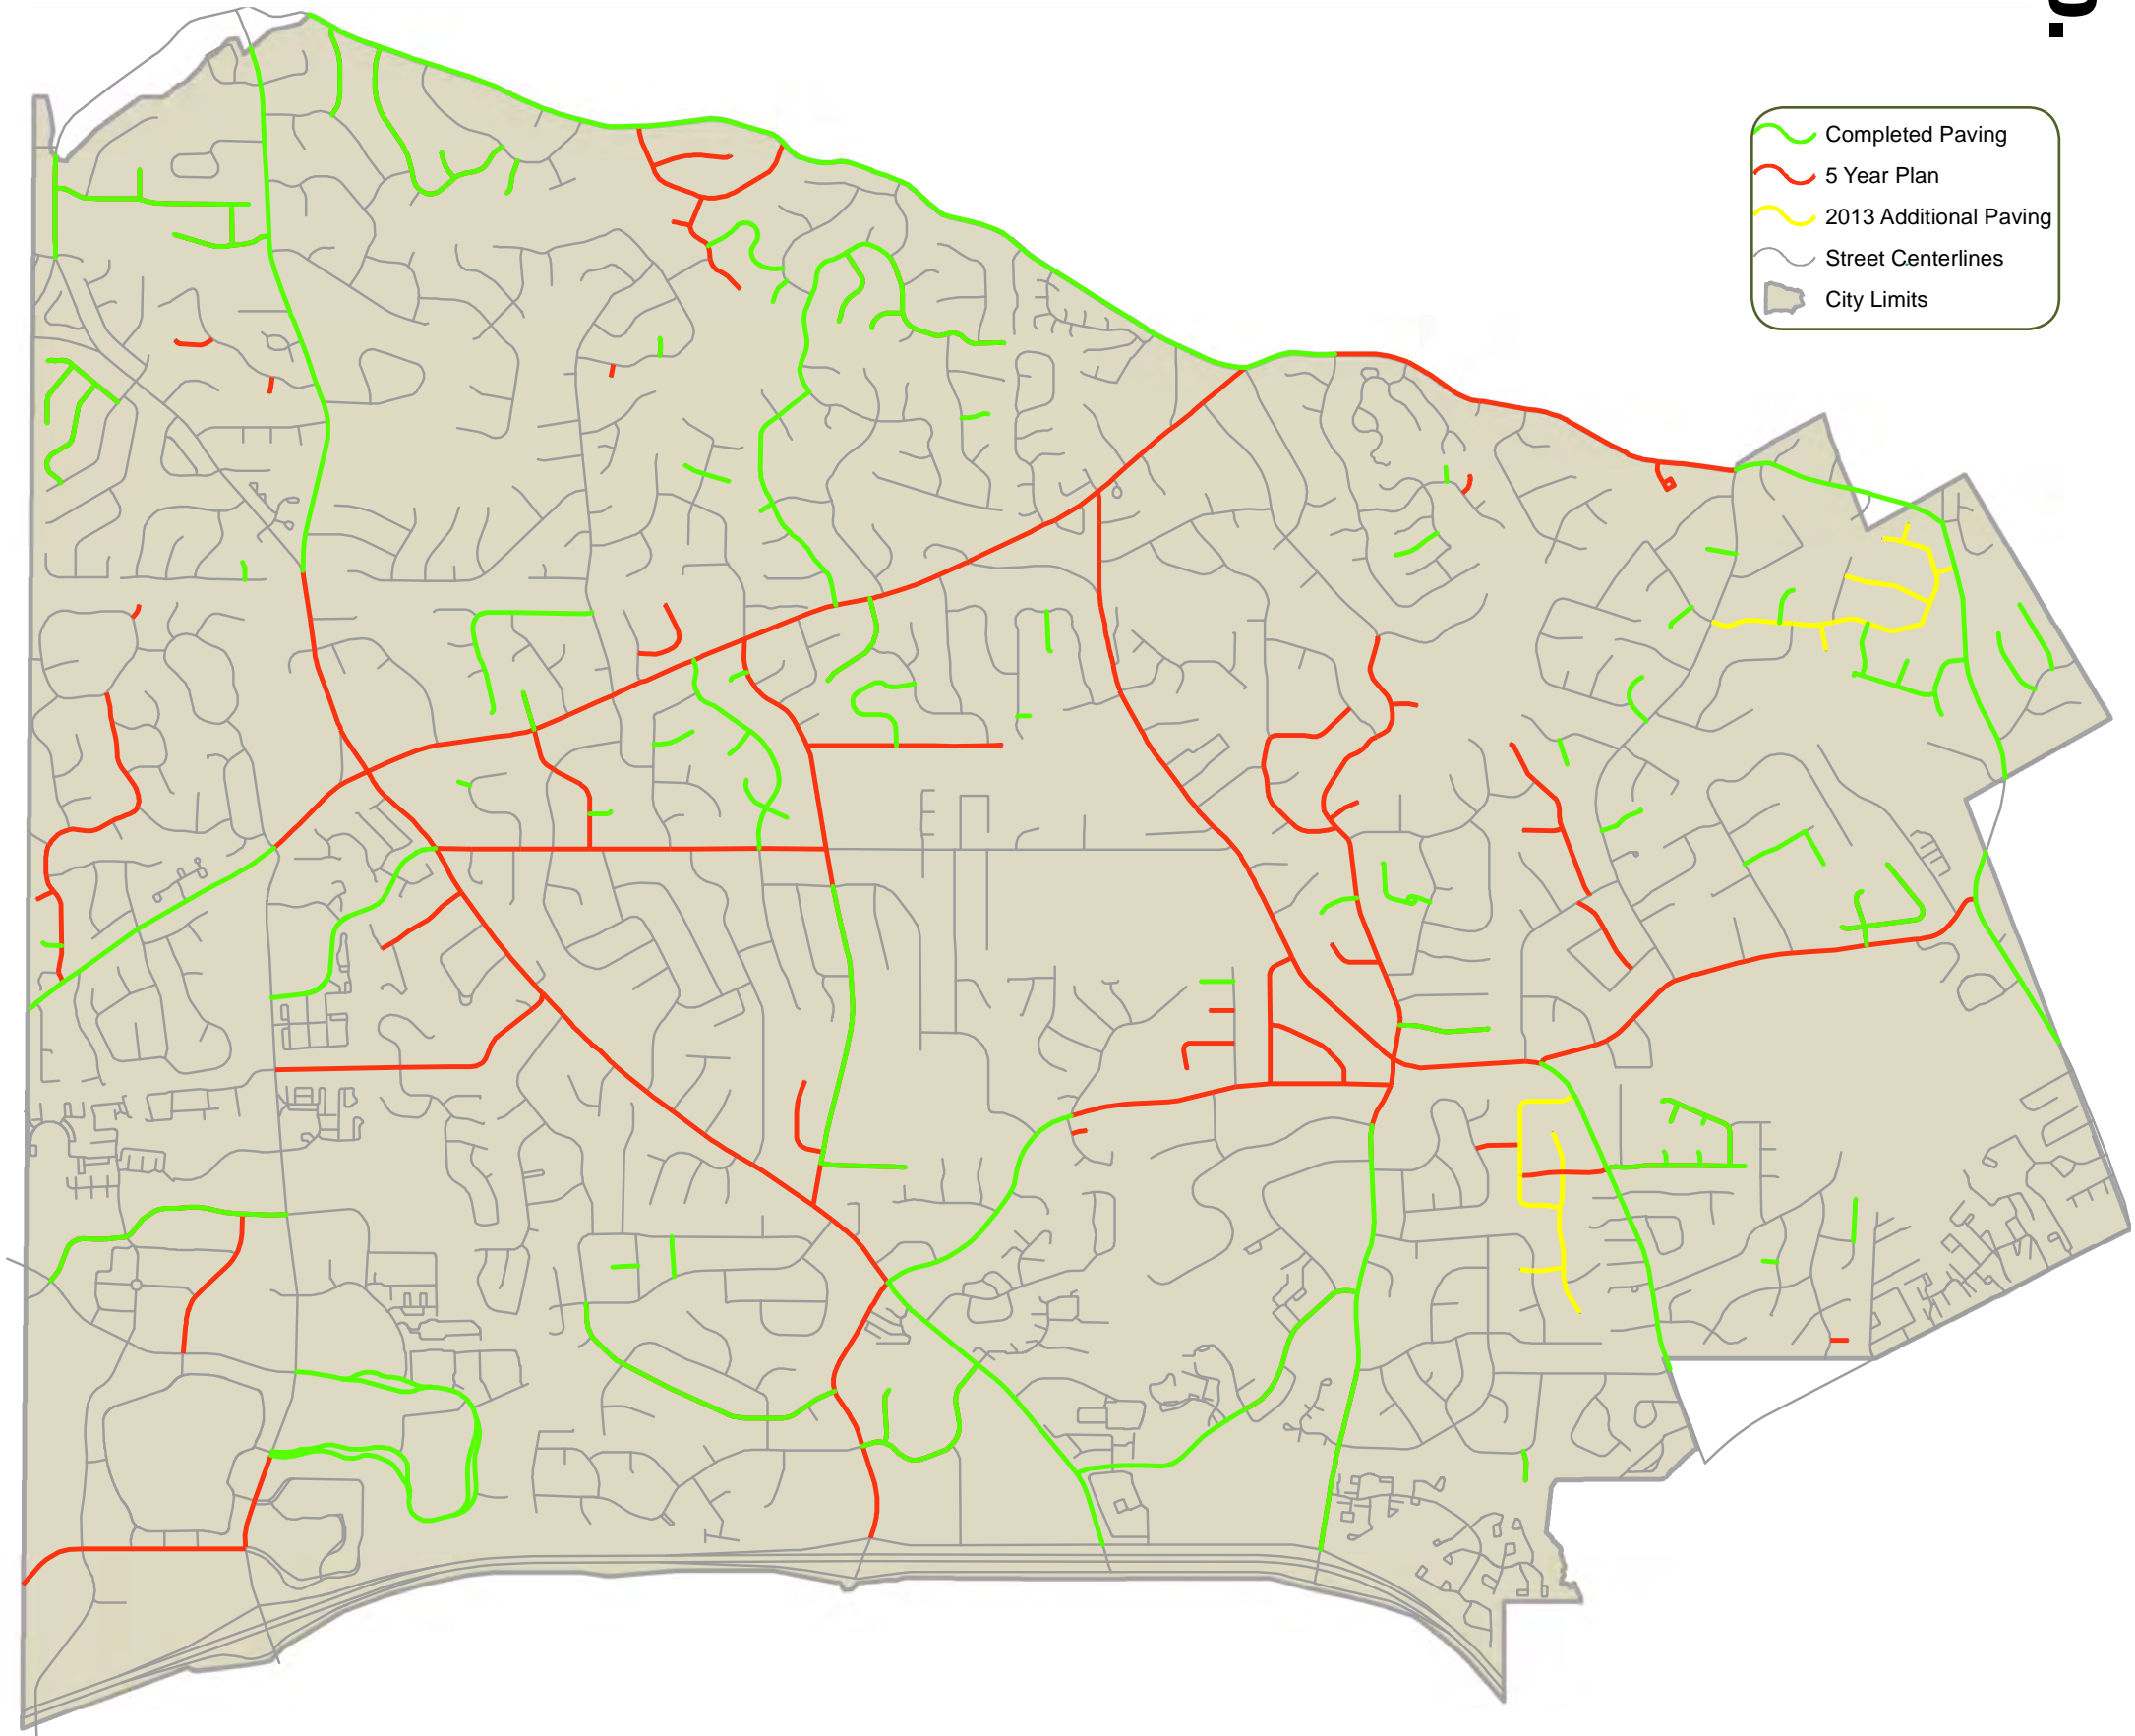 Completed Paving
5 Year Plan
2013 Additional Paving
Street Centerlines
City Limits